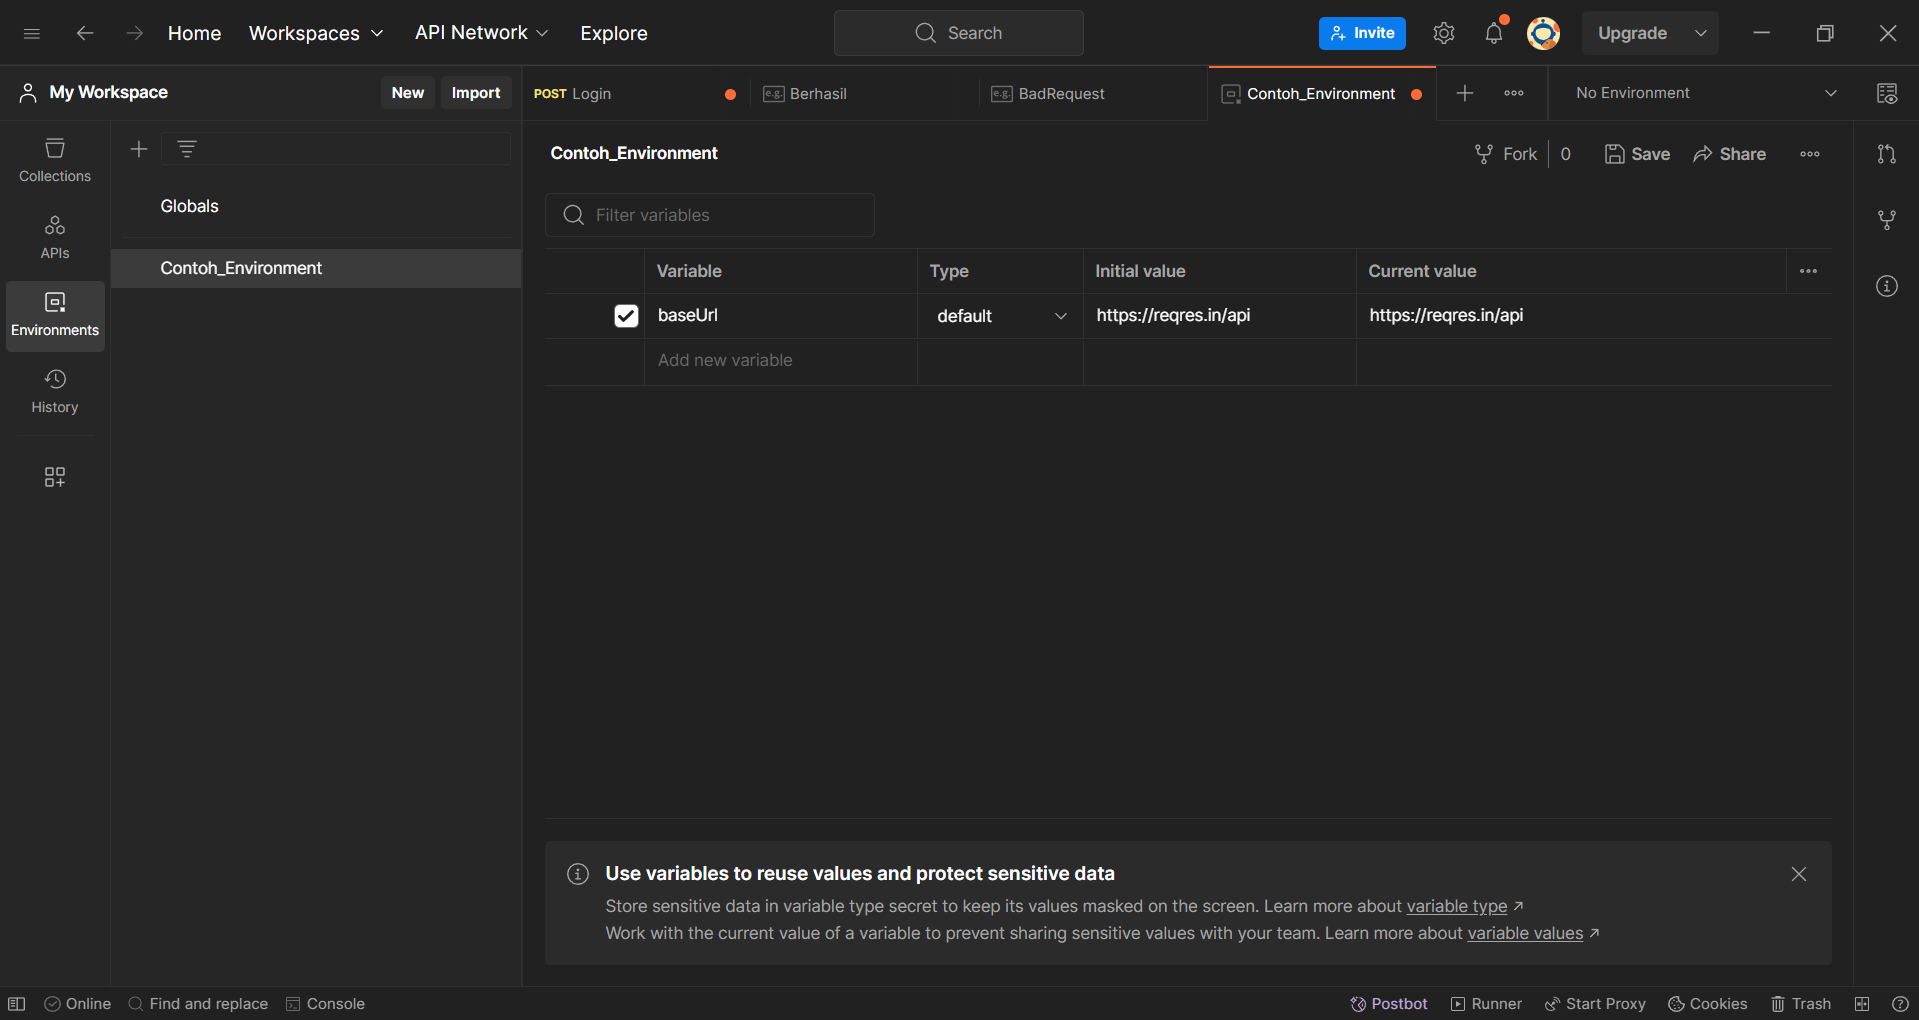 Home Workspaces API Network Explore Search Invite Upgrade
My Workspace New Import POST Login e.g. Berhasil e.g. BadRequest Contoh_Environment No Environment
Collections
APIs
Environments
History
Globals
Contoh_Environment
Contoh_Environment Fork 0 Save Share
Filter variables
Variable Type Initial value Current value
baseUrl default https://reqres.in/api https://reqres.in/api
Add new variable
Use variables to reuse values and protect sensitive data
Store sensitive data in variable type secret to keep its values masked on the screen. Learn more about variable type ↗
Work with the current value of a variable to prevent sharing sensitive values with your team. Learn more about variable values ↗
Online Find and replace Console Postbot Runner Start Proxy Cookies Trash